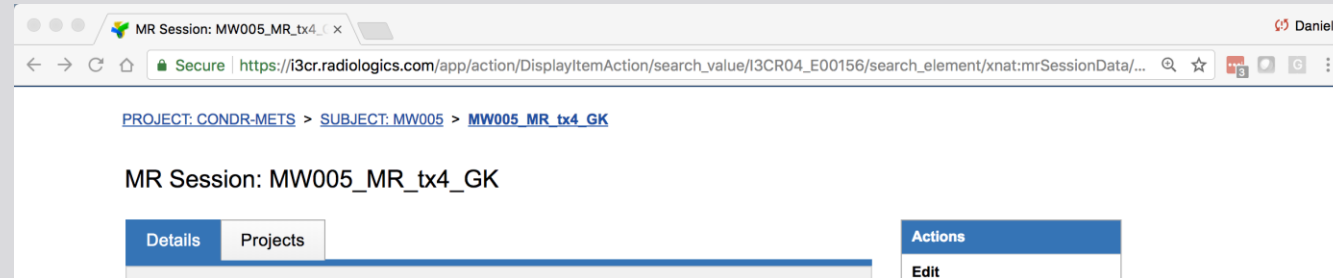 MR Session: MW005_MR_tx4_ ×
Daniel
Secure | https://i3cr.radiologics.com/app/action/DisplayItemAction/search_value/I3CR04_E00156/search_element/xnat:mrSessionData/...
3
G
PROJECT: CONDR-METS > SUBJECT: MW005 > MW005_MR_tx4_GK
MR Session: MW005_MR_tx4_GK
Details Projects
Actions
Edit